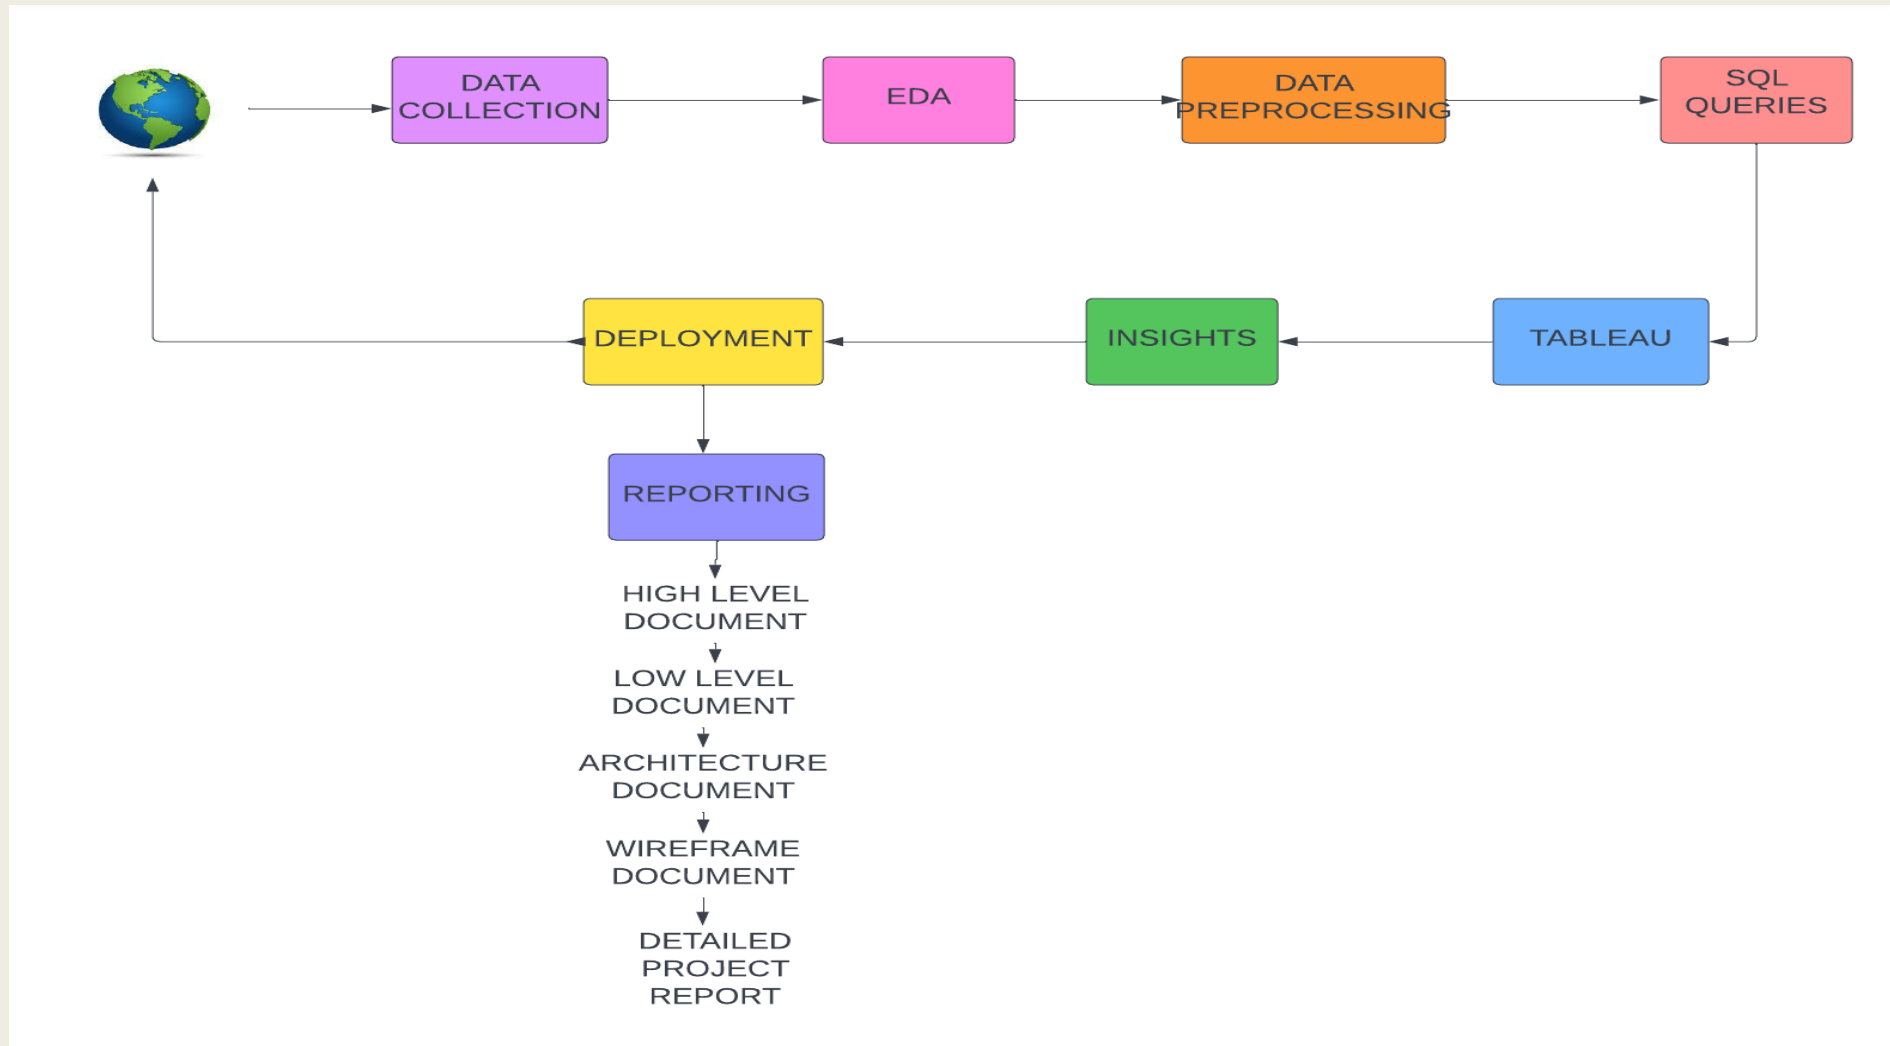 DATA
COLLECTION
EDA
DATA
PREPROCESSING
SQL
QUERIES
DEPLOYMENT
INSIGHTS
TABLEAU
REPORTING
HIGH LEVEL
DOCUMENT
LOW LEVEL
DOCUMENT
ARCHITECTURE
DOCUMENT
WIREFRAME
DOCUMENT
DETAILED
PROJECT
REPORT